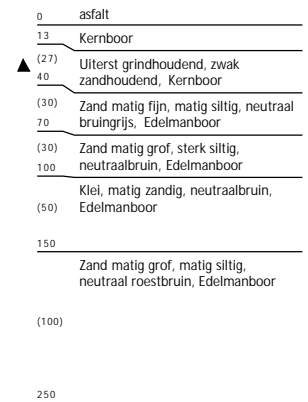 0 asfalt
13 Kernboor
(27) Uiterst grindhoudend, zwak
40 zandhoudend, Kernboor
(30) Zand matig fijn, matig siltig, neutraal
70 bruingrijs, Edelmanboor
(30) Zand matig grof, sterk siltig,
100 neutraalbruin, Edelmanboor
Klei, matig zandig, neutraalbruin,
(50) Edelmanboor
150
Zand matig grof, matig siltig,
neutraal roestbruin, Edelmanboor
(100)
250